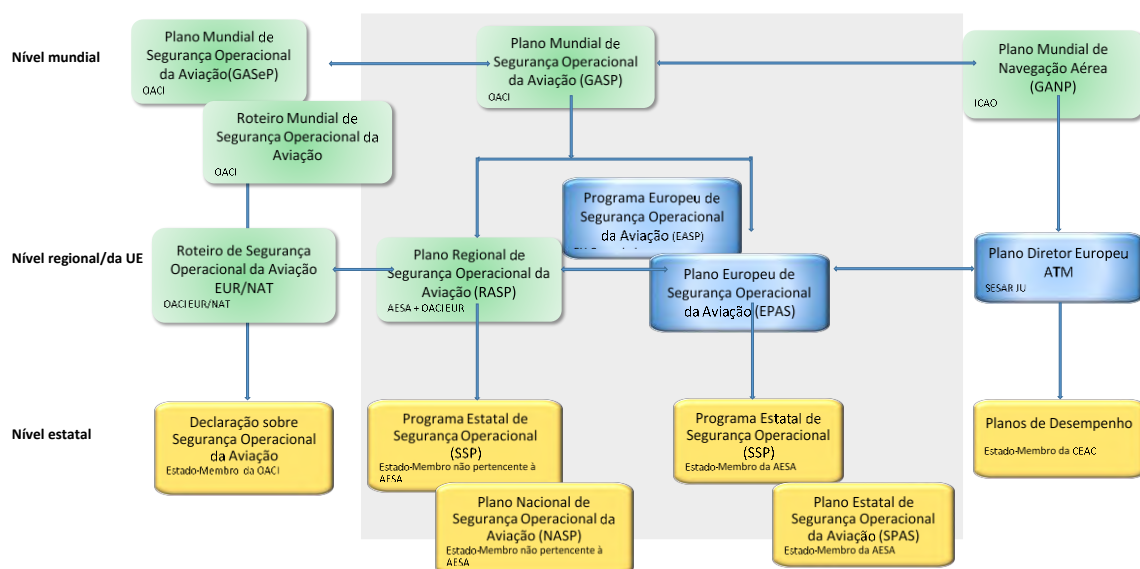 Nível mundial
Plano Mundial de
Segurança Operacional
da Aviação(GASeP)
OACI
Roteiro Mundial de
Segurança Operacional da
Aviação
OACI
Plano Mundial de
Segurança Operacional
da Aviação (GASP)
OACI
Plano Mundial de
Navegação Aérea
(GANP)
ICAO
Nível regional/da UE
Roteiro de Segurança
Operacional da Aviação
EUR/NAT
OACI EUR/NAT
Plano Regional de
Segurança Operacional da
Aviação (RASP)
AESA + OACI EUR
Programa Europeu de
Segurança Operacional
da Aviação (EASP)
Plano Europeu de
Segurança Operacional
da Aviação (EPAS)
Plano Diretor Europeu
ATM
SESAR JU
Nível estatal
Declaração sobre
Segurança Operacional da
Aviação
Estado-Membro da OACI
Programa Estatal de
Segurança Operacional
(SSP)
Estado-Membro não pertencente à
AESA
Plano Nacional de
Segurança Operacional da
Aviação (NASP)
Estado-Membro não pertencente à
AESA
Programa Estatal de
Segurança Operacional
(SSP)
Estado-Membro da AESA
Plano Estatal de
Segurança Operacional
da Aviação (SPAS)
Estado-Membro da AESA
Planos de Desempenho
Estado-Membro da CEAC